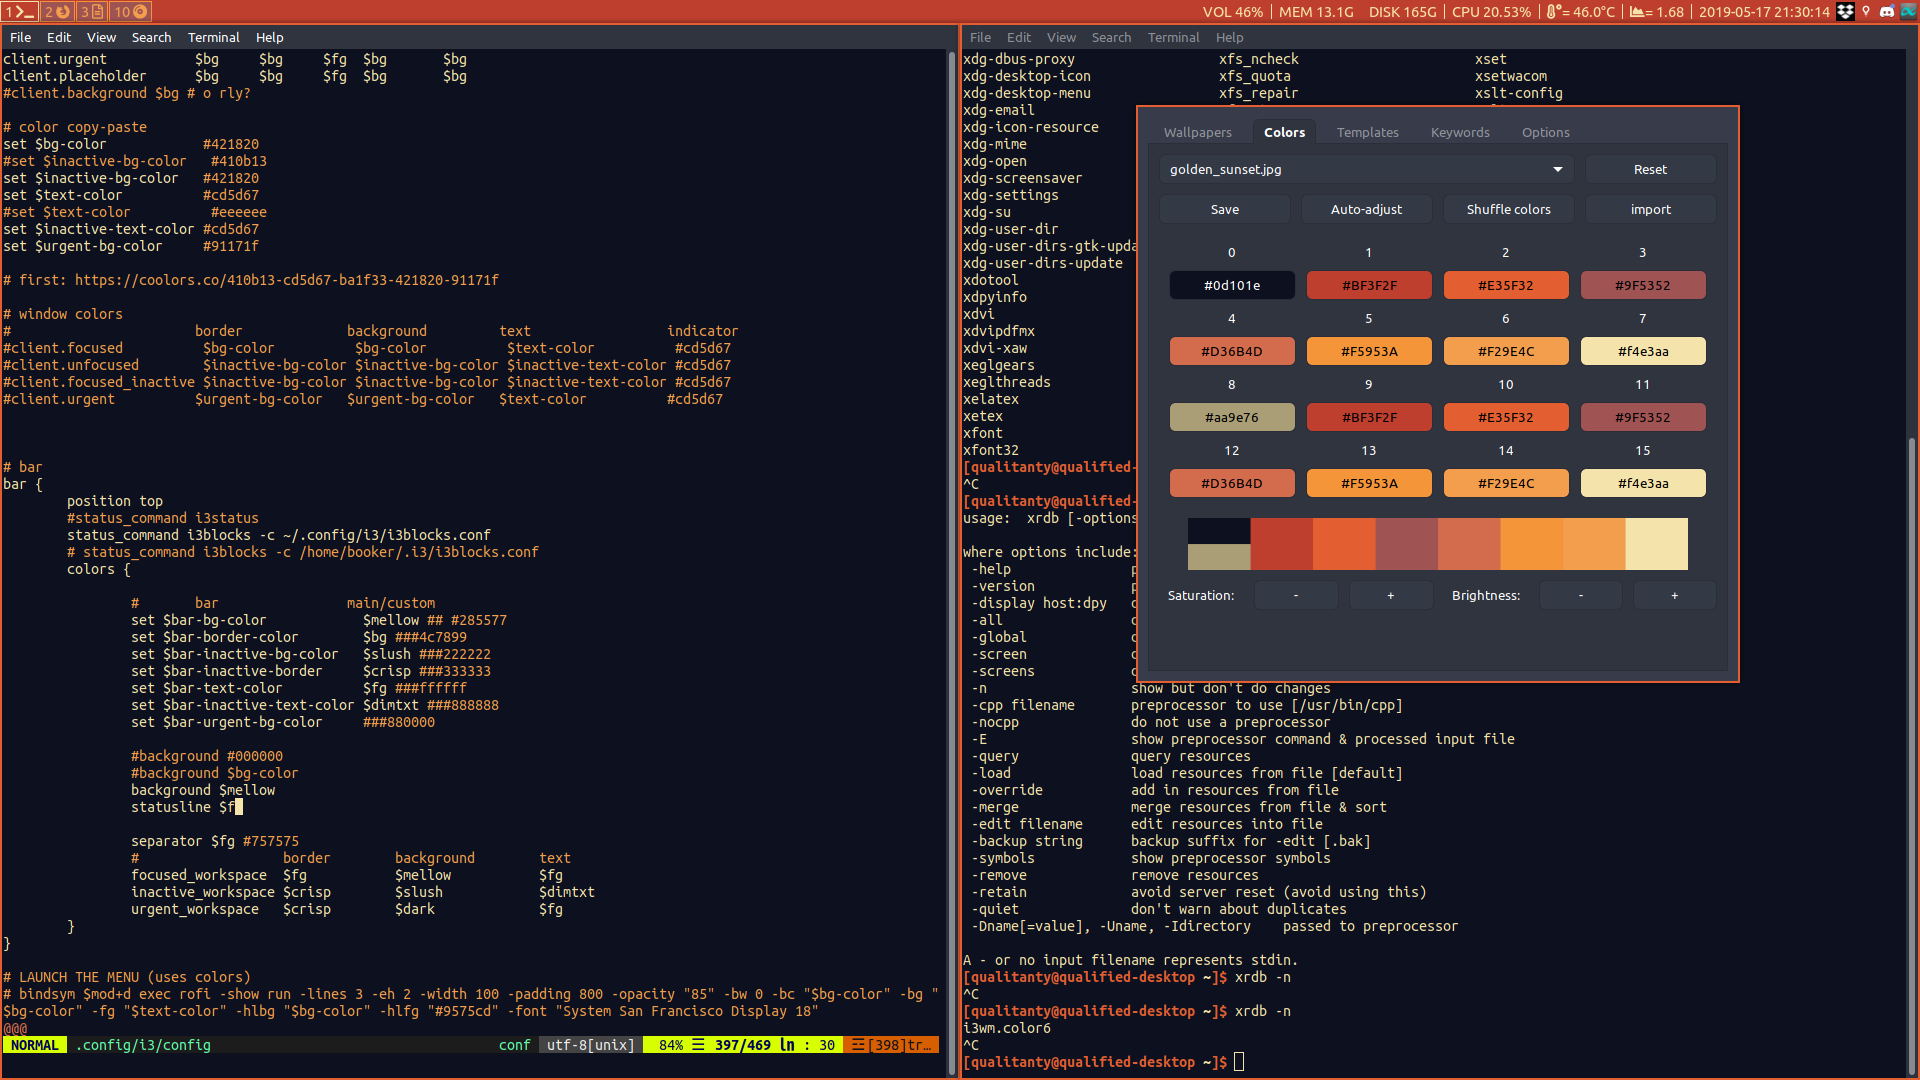 1 2 3 10
VOL 46% | MEM 13.1G DISK 165G | CPU 20.53% | = 46.0°C | = 1.68 | 2019-05-17 21:30:14
File Edit View Search Terminal Help
client.urgent $bg $bg $fg $bg $bg
client.placeholder $bg $bg $fg $bg $bg
#client.background $bg # o rly?
# color copy-paste
set $bg-color #421820
#set $inactive-bg-color #410b13
set $inactive-bg-color #421820
set $text-color #cd5d67
#set $text-color #eeeeee
set $inactive-text-color #cd5d67
set $urgent-bg-color #91171f
# first: https://coolors.co/410b13-cd5d67-ba1f33-421820-91171f
# window colors
# border background text indicator
#client.focused $bg-color $bg-color $text-color #cd5d67
#client.unfocused $inactive-bg-color $inactive-bg-color $inactive-text-color #cd5d67
#client.focused_inactive $inactive-bg-color $inactive-bg-color $inactive-text-color #cd5d67
#client.urgent $urgent-bg-color $urgent-bg-color $text-color #cd5d67
# bar
bar {
position top
#status_command i3status
status_command i3blocks -c ~/.config/i3/i3blocks.conf
# status_command i3blocks -c /home/booker/.i3/i3blocks.conf
colors {
# bar main/custom
set $bar-bg-color $mellow ## #285577
set $bar-border-color $bg ###4c7899
set $bar-inactive-bg-color $slush ###222222
set $bar-inactive-border $crisp ###333333
set $bar-text-color $fg ###ffffff
set $bar-inactive-text-color $dimtxt ###888888
set $bar-urgent-bg-color ###880000
#background #000000
#background $bg-color
background $mellow
statusline $f
separator $fg #757575
# border background text
focused_workspace $fg $mellow $fg
inactive_workspace $crisp $slush $dimtxt
urgent_workspace $crisp $dark $fg
}
}
# LAUNCH THE MENU (uses colors)
# bindsym $mod+d exec rofi -show run -lines 3 -eh 2 -width 100 -padding 800 -opacity "85" -bw 0 -bc "$bg-color" -bg "
$bg-color" -fg "$text-color" -hlbg "$bg-color" -hlfg "#9575cd" -font "System San Francisco Display 18"
@@@
NORMAL .config/i3/config conf utf-8[unix] 84% ☰ 397/469 ln : 30 ☲[398]tr…
File Edit View Search Terminal Help
xdg-dbus-proxy xfs_ncheck xset
xdg-desktop-icon xfs_quota xsetwacom
xdg-desktop-menu xfs_repair xslt-config
xdg-email
xdg-icon-resource
xdg-mime
xdg-open
xdg-screensaver
xdg-settings
xdg-su
xdg-user-dir
xdg-user-dirs-gtk-upda
xdg-user-dirs-update
xdotool
xdpyinfo
xdvi
xdvipdfmx
xdvi-xaw
xeglgears
xeglthreads
xelatex
xetex
xfont
xfont32
[qualitanty@qualified-
^C
[qualitanty@qualified-
usage: xrdb [-options
where options include:
-help
-version
-display host:dpy
-all
-global
-screen
-screens
-n show but don't do changes
-cpp filename preprocessor to use [/usr/bin/cpp]
-nocpp do not use a preprocessor
-E show preprocessor command & processed input file
-query query resources
-load load resources from file [default]
-override add in resources from file
-merge merge resources from file & sort
-edit filename edit resources into file
-backup string backup suffix for -edit [.bak]
-symbols show preprocessor symbols
-remove remove resources
-retain avoid server reset (avoid using this)
-quiet don't warn about duplicates
-Dname[=value], -Uname, -Idirectory passed to preprocessor
A - or no input filename represents stdin.
[qualitanty@qualified-desktop ~]$ xrdb -n
^C
[qualitanty@qualified-desktop ~]$ xrdb -n
i3wm.color6
^C
[qualitanty@qualified-desktop ~]$
Wallpapers Colors Templates Keywords Options
golden_sunset.jpg Reset
Save Auto-adjust Shuffle colors import
0 1 2 3
#0d101e #BF3F2F #E35F32 #9F5352
4 5 6 7
#D36B4D #F5953A #F29E4C #f4e3aa
8 9 10 11
#aa9e76 #BF3F2F #E35F32 #9F5352
12 13 14 15
#D36B4D #F5953A #F29E4C #f4e3aa
Saturation: - + Brightness: - +